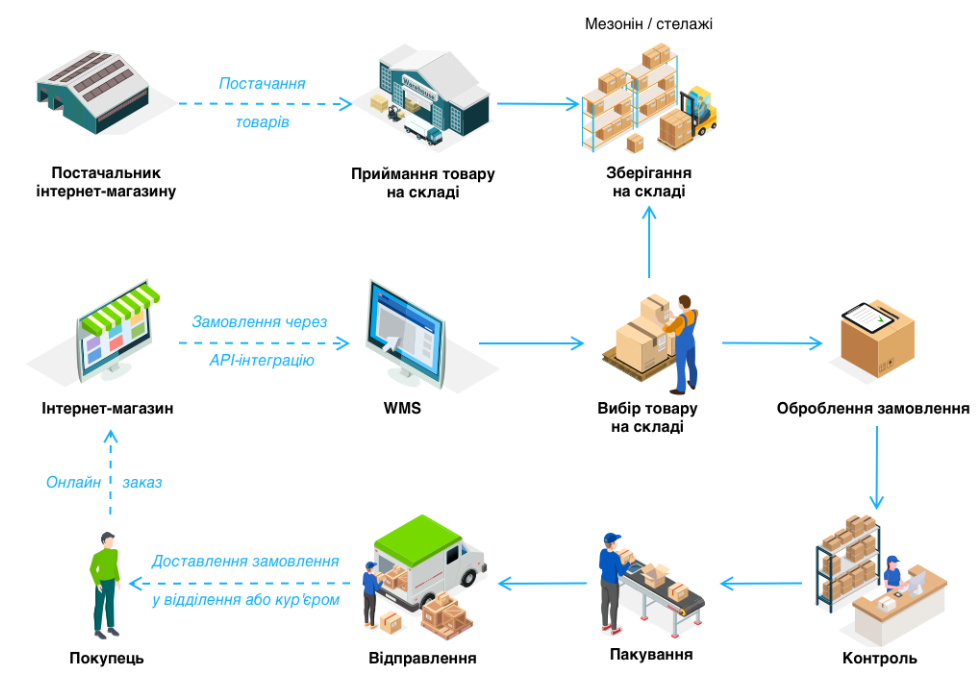 Мезонін / стелажі
Постачання
товарів
Warehouse
Постачальник
інтернет-магазину
Приймання товару
на складі
Зберігання
на складі
Замовлення через
API-інтеграцію
Інтернет-магазин
WMS
Вибір товару
на складі
Оброблення замовлення
Онлайн заказ
Доставлення замовлення
у відділення або кур'єром
Покупець
Відправлення
Пакування
Контроль